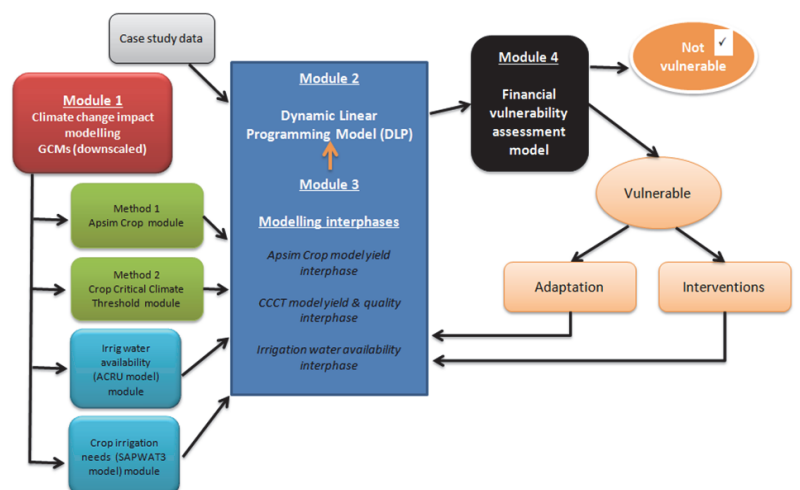 Case study data
Module 1
Climate change impact
modelling
GCMs (downscaled)
Method 1
Apsim Crop module
Method 2
Crop Critical Climate
Threshold module
Irrig water
availability
(ACRU model)
module
Crop irrigation
needs (SAPWAT3
model) module
Module 2
Dynamic Linear
Programming Model (DLP)
Module 3
Modelling interphases
Apsim Crop model yield
interphase
CCCT model yield & quality
interphase
Irrigation water availability
interphase
Module 4
Financial
vulnerability
assessment
model
Not ✓
vulnerable
Vulnerable
Adaptation
Interventions